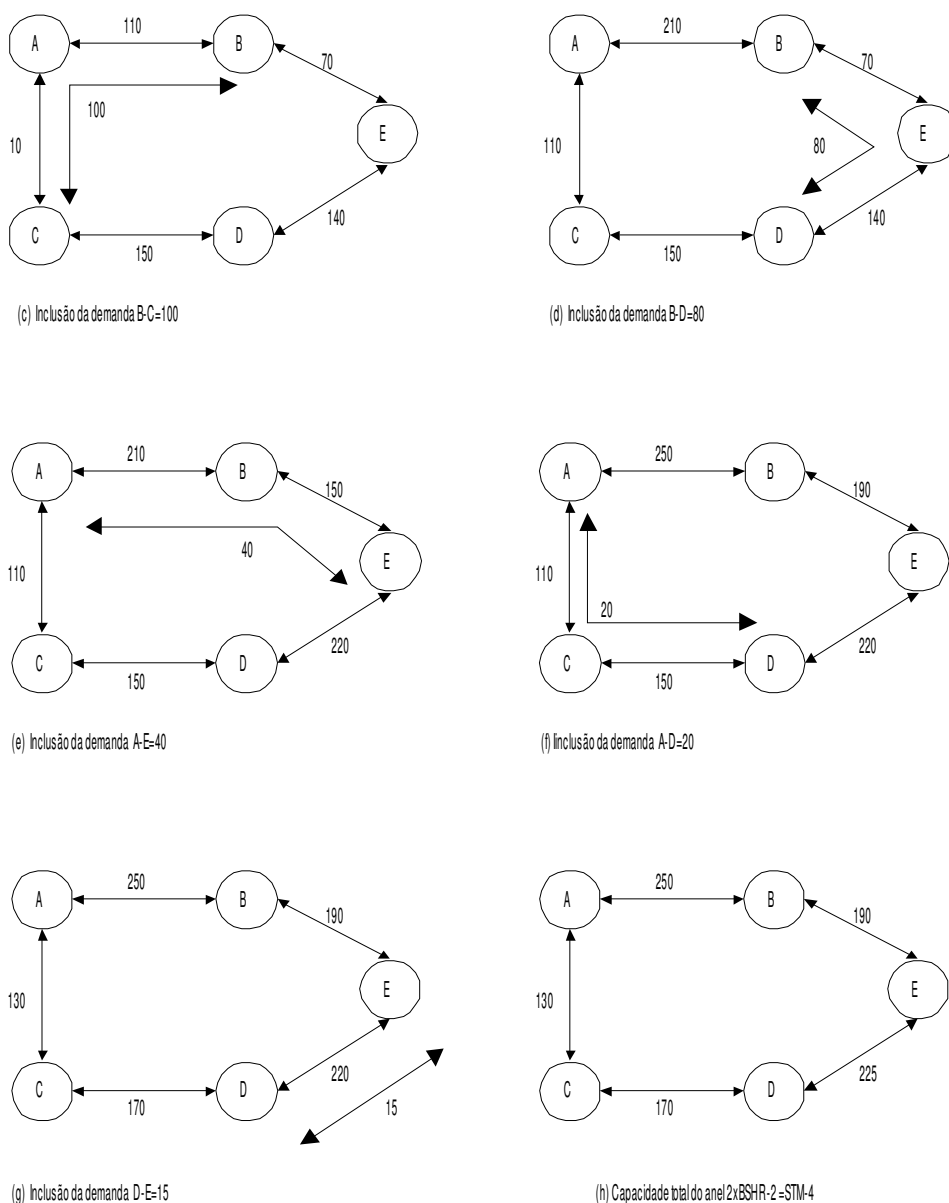 A
110
B
70
100
E
10
C
150
D
140
(c) Inclusão da demanda B-C=100
A
210
B
70
80
E
110
C
150
D
140
(d) Inclusão da demanda B-D=80
A
210
B
150
40
E
110
C
150
D
220
(e) Inclusão da demanda A-E=40
A
250
B
190
20
E
110
C
150
D
220
(f) Iinclusão da demanda A-D=20
A
250
B
190
E
130
C
170
D
220
15
(g) Inclusão da demanda D-E=15
A
250
B
190
E
130
C
170
D
225
(h) Capacidade total do anel 2xBSHR-2 =STM-4